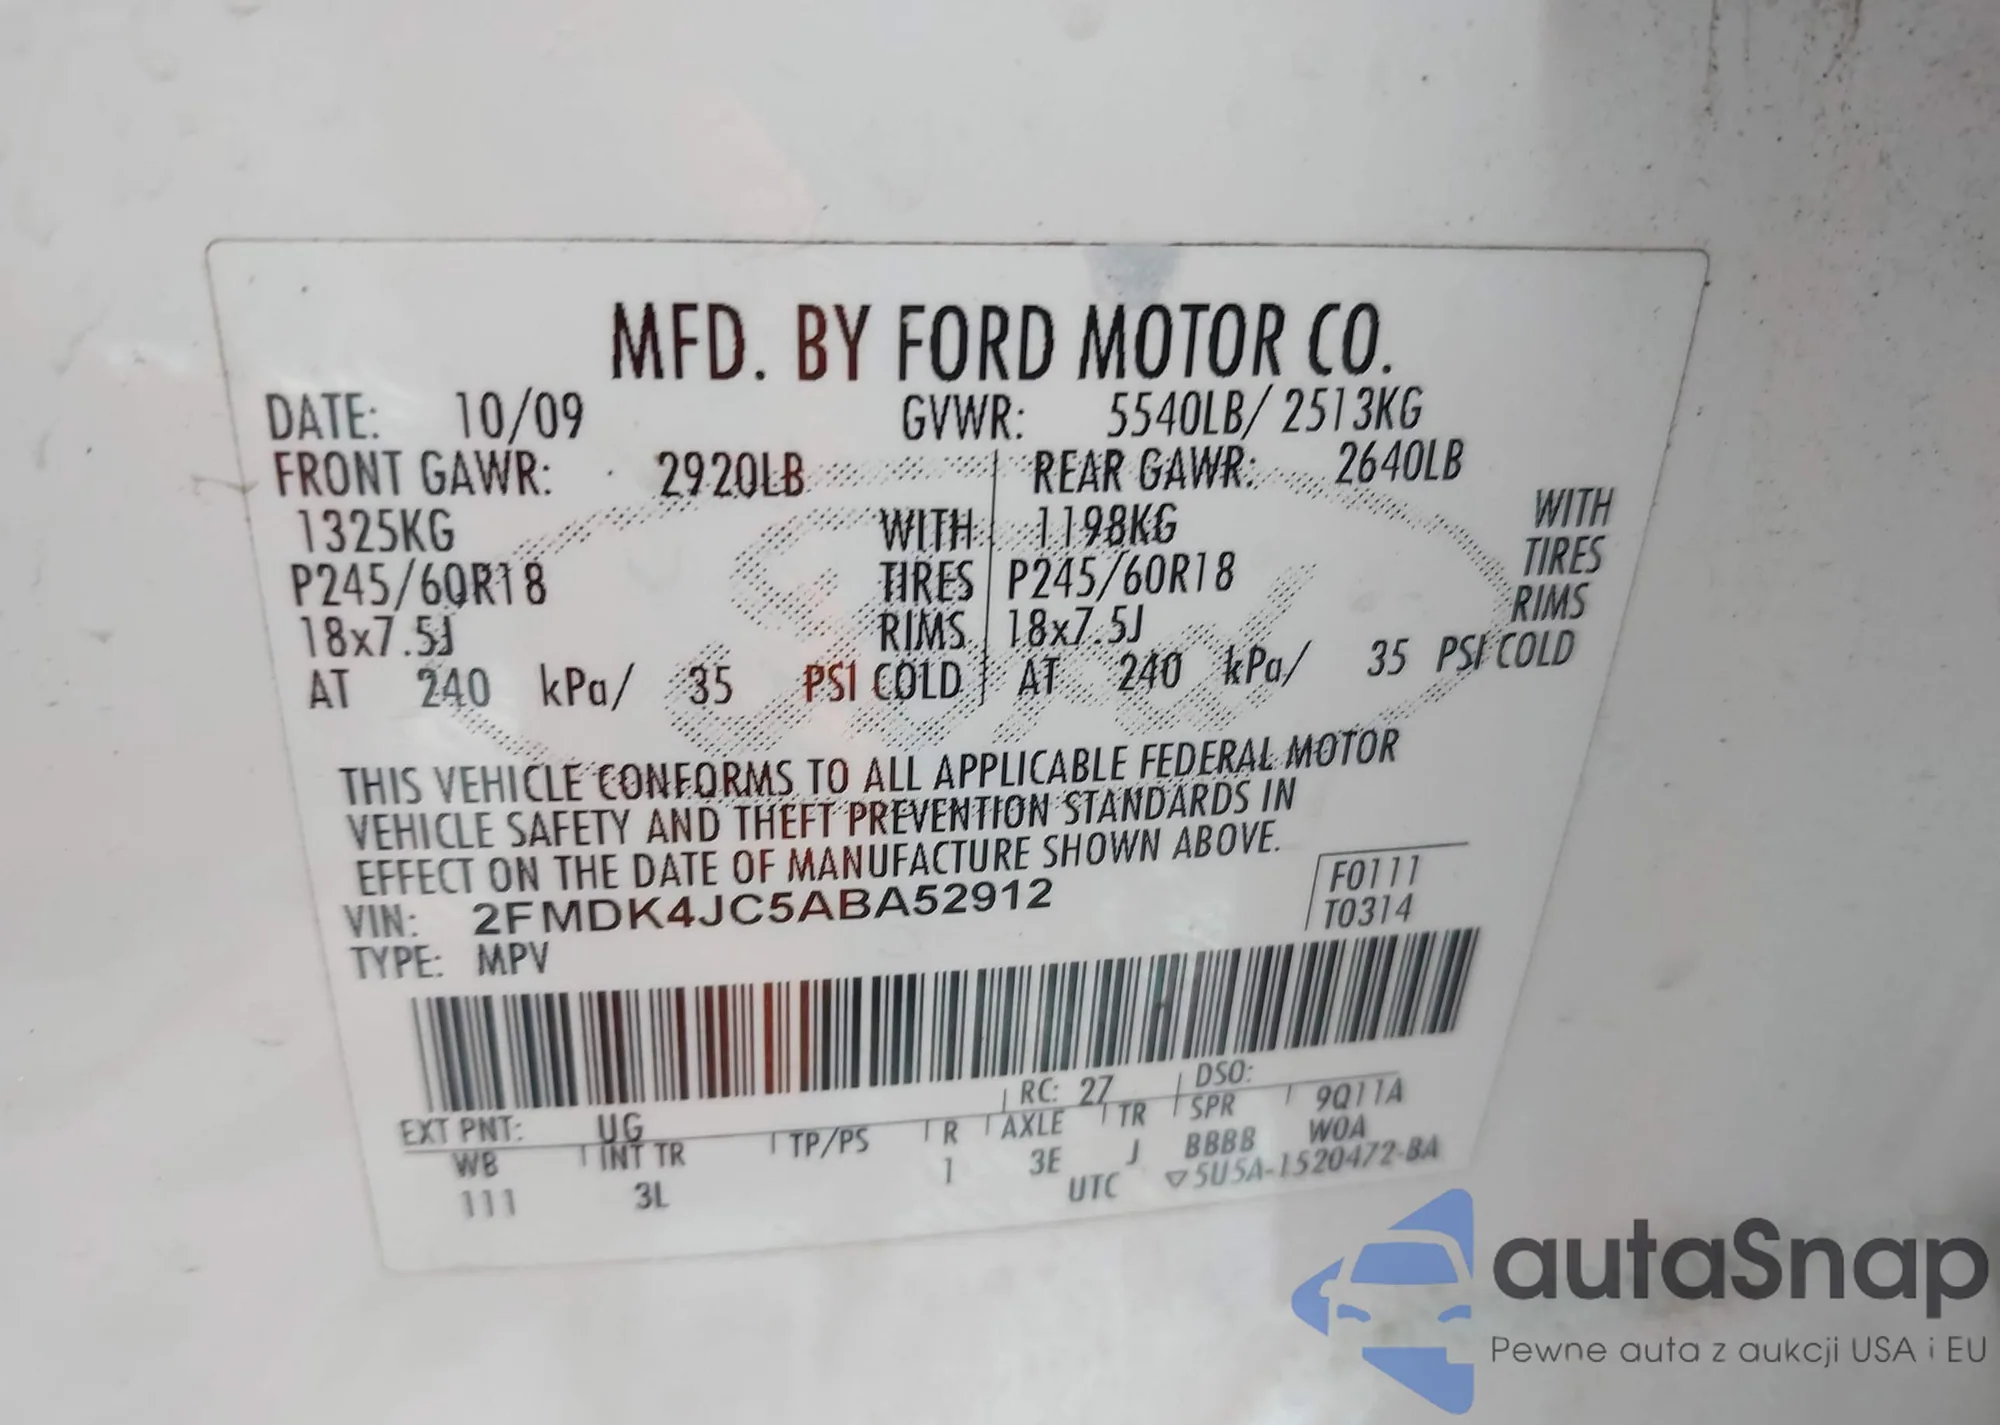 MFD. BY FORD MOTOR CO.
DATE: 10/09 GVWR: 5540LB/ 2513KG
FRONT GAWR: 2920LB REAR GAWR: 2640LB
1325KG WITH 1198KG WITH
P245/60R18 TIRES P245/60R18 TIRES
18x7.5J RIMS 18x7.5J RIMS
AT 240 kPa/ 35 PSI COLD AT 240 kPa/ 35 PSI COLD
THIS VEHICLE CONFORMS TO ALL APPLICABLE FEDERAL MOTOR
VEHICLE SAFETY AND THEFT PREVENTION STANDARDS IN
EFFECT ON THE DATE OF MANUFACTURE SHOWN ABOVE.
VIN: 2FMDK4JC5ABA52912 F0111
TYPE: MPV T0314
EXT PNT: UG RC: 27 DSO:
WB INT TR TP/PS R AXLE TR SPR 9Q11A
111 3L 1 3E J BBBB W0A
UTC ▽5U5A-1520472-BA
autaSnap
Pewne auta z aukcji USA i EU